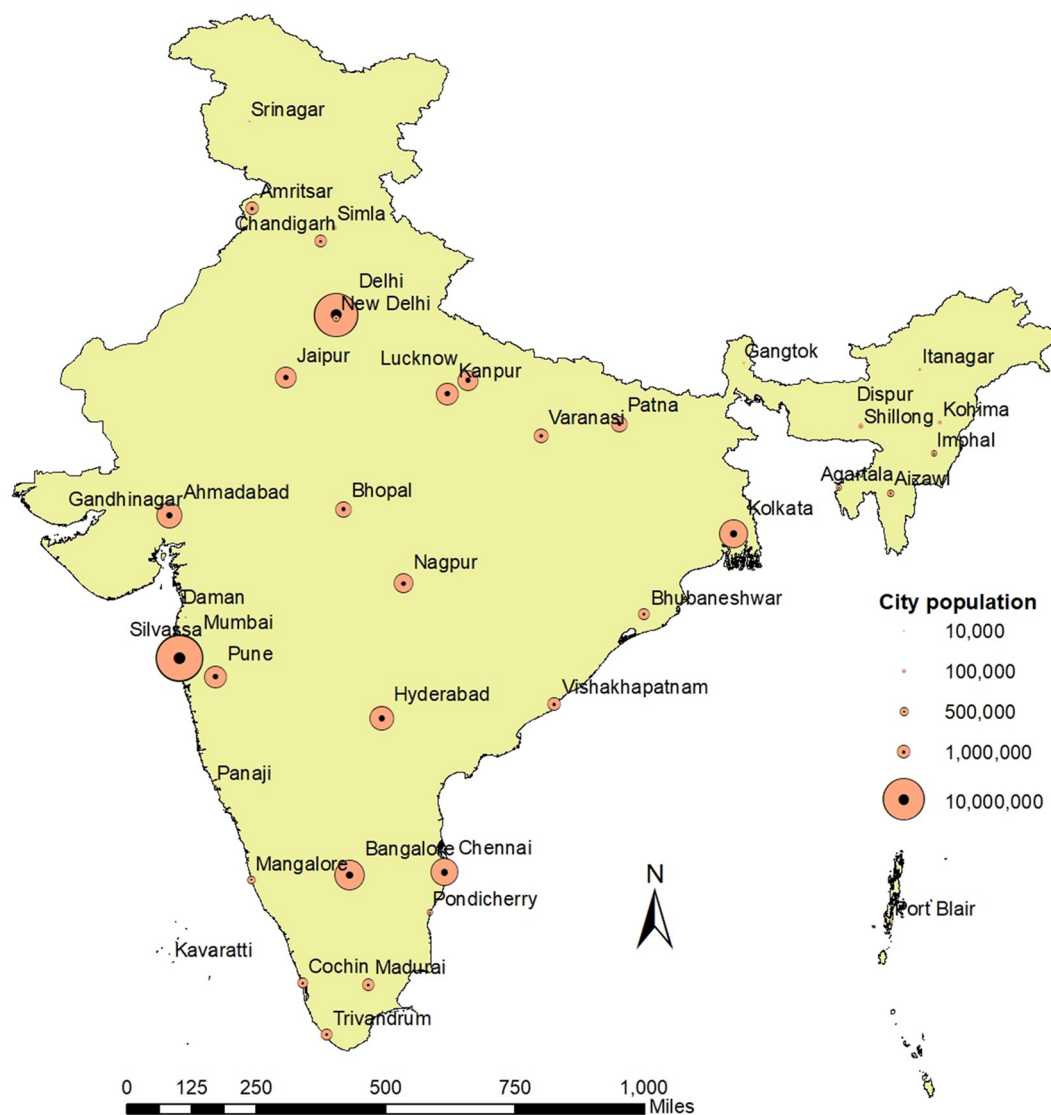 Srinagar
Amritsar
Simla
Chandigarh
Delhi
New Delhi
Jaipur
Lucknow
Kanpur
Gangtok
Itanagar
Dispur
Varanasi
Patna
Shillong
Kohima
Imphal
Agartala
Aizawl
Gandhinagar
Ahmadabad
Bhopal
Kolkata
Nagpur
Daman
Bhubaneshwar
Mumbai
Silvassa
Pune
Hyderabad
Vishakhapatnam
Panaji
Bangalore
Chennai
Mangalore
Pondicherry
Port Blair
Kavaratti
Cochin
Madurai
Trivandrum
City population
10,000
100,000
500,000
1,000,000
10,000,000
N
0 125 250 500 750 1,000
Miles